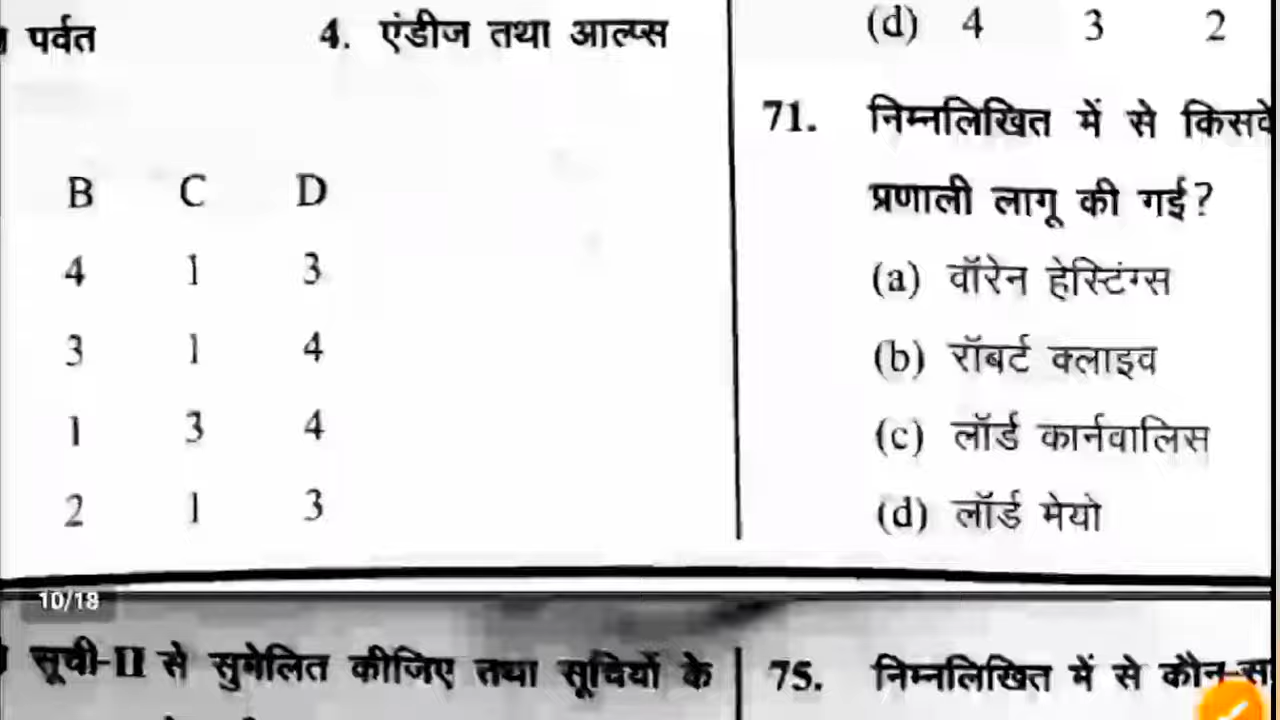 पर्वत
4. एंडीज तथा आल्प्स
B C D
4 1 3
3 1 4
1 3 4
2 1 3
(d) 4 3 2
71. निम्नलिखित में से
प्रणाली लागू की गई?
(a) वॉरेन हेस्टिंग्स
(b) रॉबर्ट क्लाइव
(c) लॉर्ड कार्नवालिस
(d) लॉर्ड मेयो
10/18
सूची-II से सुमेलित कीजिए तथा सूचियों के
75. निम्नलिखित में से